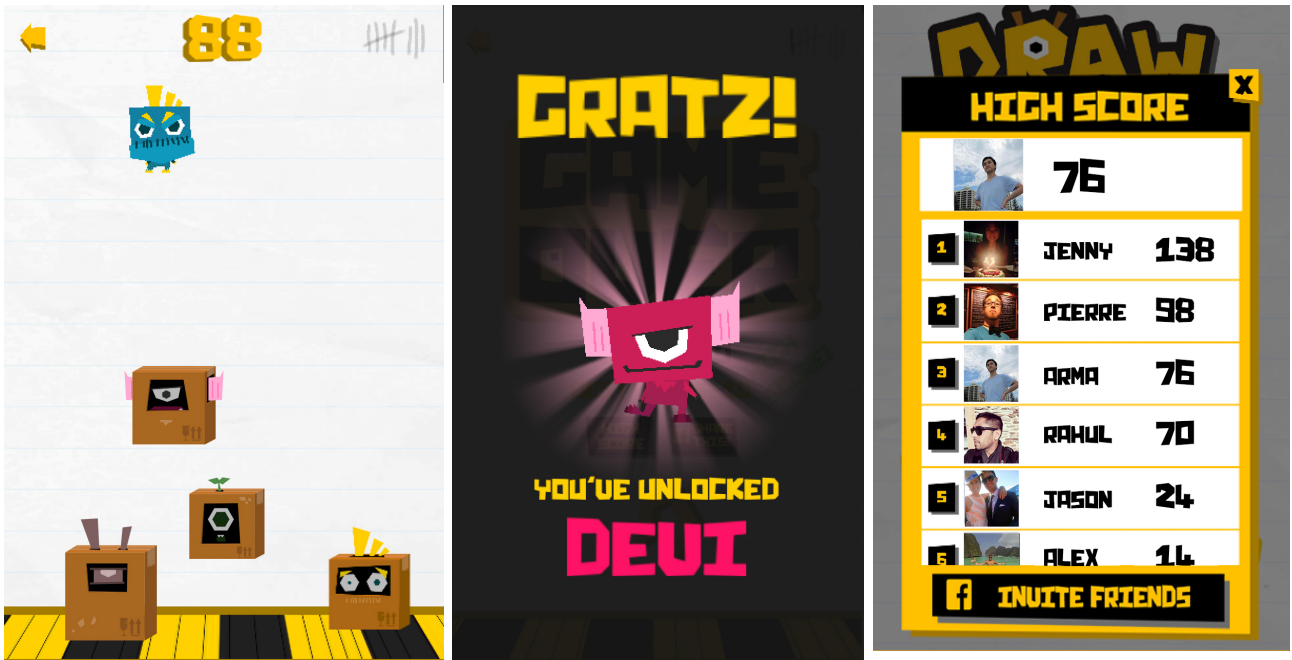 88
GRATZ!
YOU'VE UNLOCKED
DEVI
DRAW
HIGH SCORE
X
76
1 JENNY 138
2 PIERRE 98
3 ARMA 76
4 RAHUL 70
5 JASON 24
6 ALEX 14
f INVITE FRIENDS